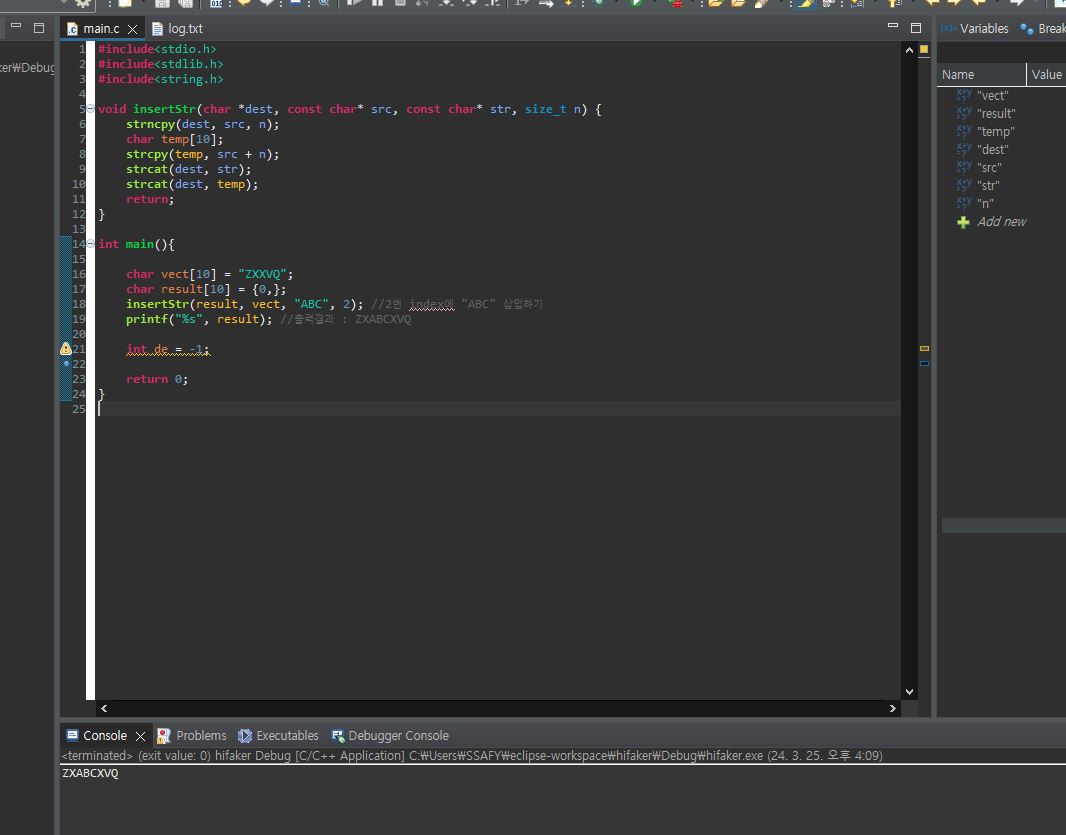 main.c
log.txt
Variables
Break
ker₩Debug
Name
Value
1 #include<stdio.h>
2 #include<stdlib.h>
3 #include<string.h>
4
5 void insertStr(char *dest, const char* src, const char* str, size_t n) {
6 strncpy(dest, src, n);
7 char temp[10];
8 strcpy(temp, src + n);
9 strcat(dest, str);
10 strcat(dest, temp);
11 return;
12 }
13
14 int main(){
15
16 char vect[10] = "ZXXVQ";
17 char result[10] = {0,};
18 insertStr(result, vect, "ABC", 2); //2번 index에 "ABC" 삽입하기
19 printf("%s", result); //출력결과 : ZXABCXVQ
20
21 int de = -1;
22
23 return 0;
24 }
25
"vect"
"result"
"temp"
"dest"
"src"
"str"
"n"
Add new
Console
Problems
Executables
Debugger Console
<terminated> (exit value: 0) hifaker Debug [C/C++ Application] C:₩Users₩SSAFY₩eclipse-workspace₩hifaker₩Debug₩hifaker.exe (24. 3. 25. 오후 4:09)
ZXABCXVQ